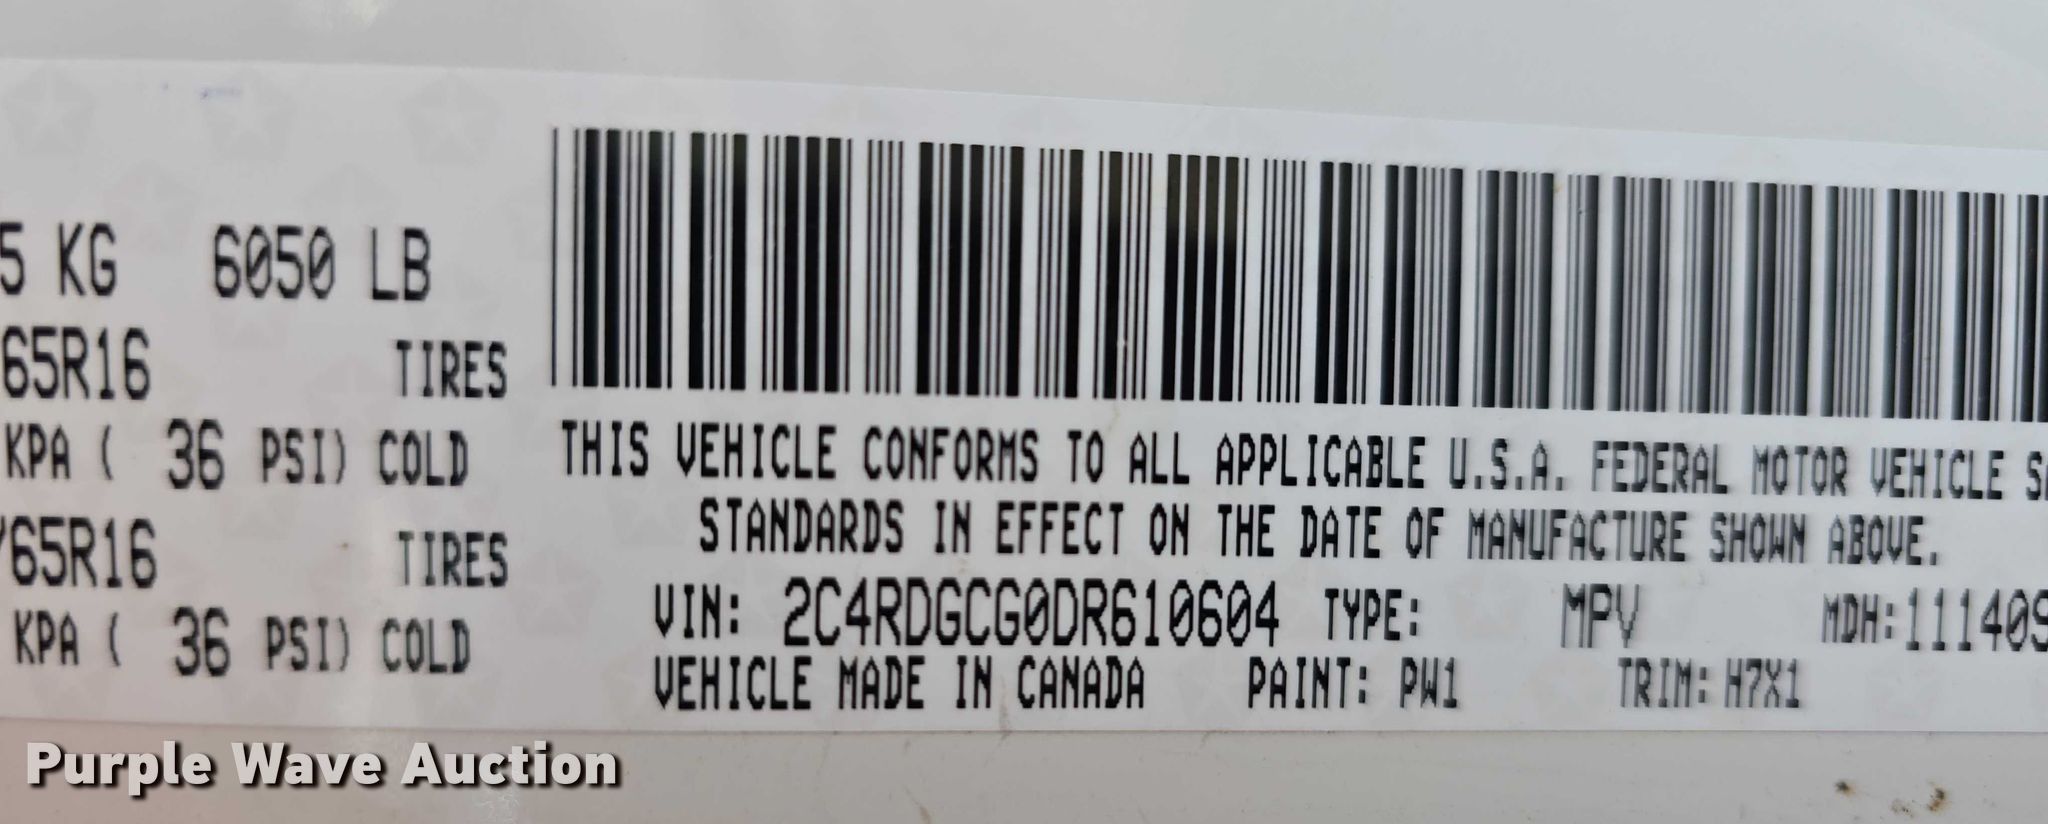 5 KG 6050 LB
65R16 TIRES
KPA ( 36 PSI) COLD
65R16 TIRES
KPA ( 36 PSI) COLD
THIS VEHICLE CONFORMS TO ALL APPLICABLE U.S.A. FEDERAL MOTOR VEHICLE
STANDARDS IN EFFECT ON THE DATE OF MANUFACTURE SHOWN ABOVE.
VIN: 2C4RDGCG0DR610604 TYPE: MPV MDH:111409
VEHICLE MADE IN CANADA PAINT: PW1 TRIM: H7X1
Purple Wave Auction